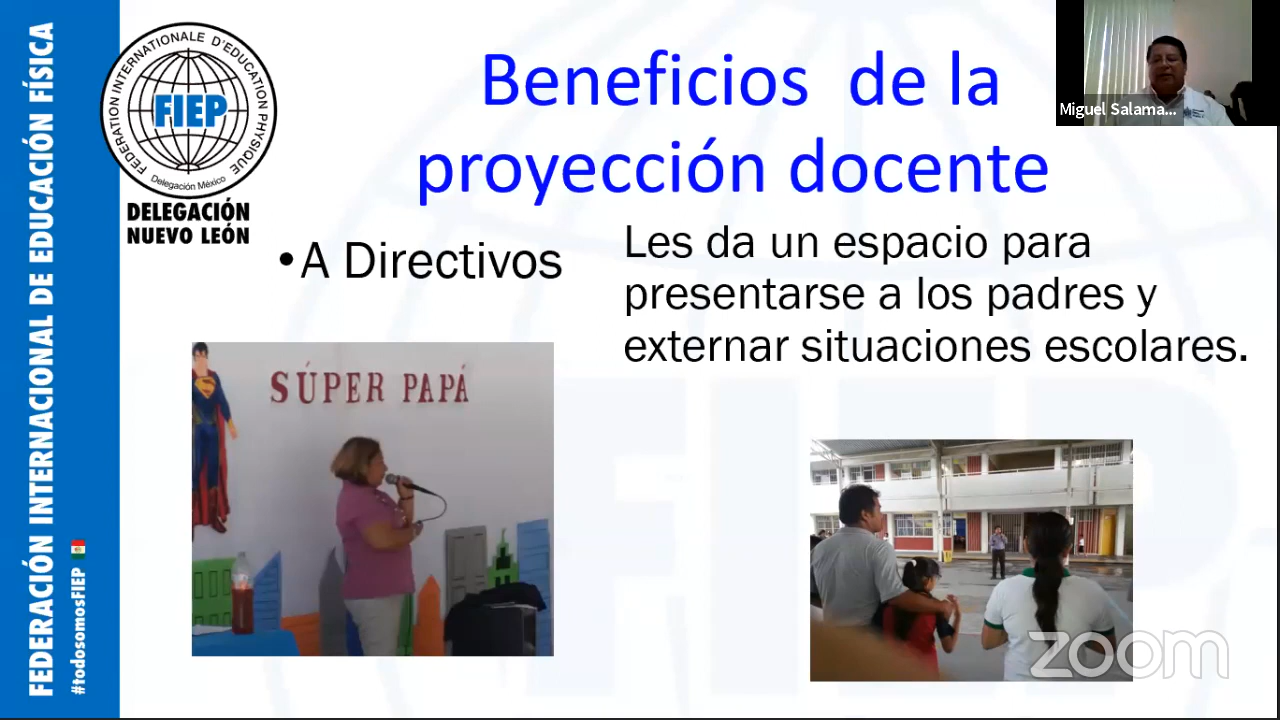 FEDERACIÓN INTERNACIONAL DE EDUCACIÓN FÍSICA
#todosomosFIEP
FEDERATION INTERNATIONALE D'EDUCATION PHYSIQUE
FIEP
Delegación México
DELEGACIÓN
NUEVO LEÓN
Beneficios de la
proyección docente
Miguel Salama...
•A Directivos
Les da un espacio para
presentarse a los padres y
externar situaciones escolares.
SÚPER PAPÁ
zoom